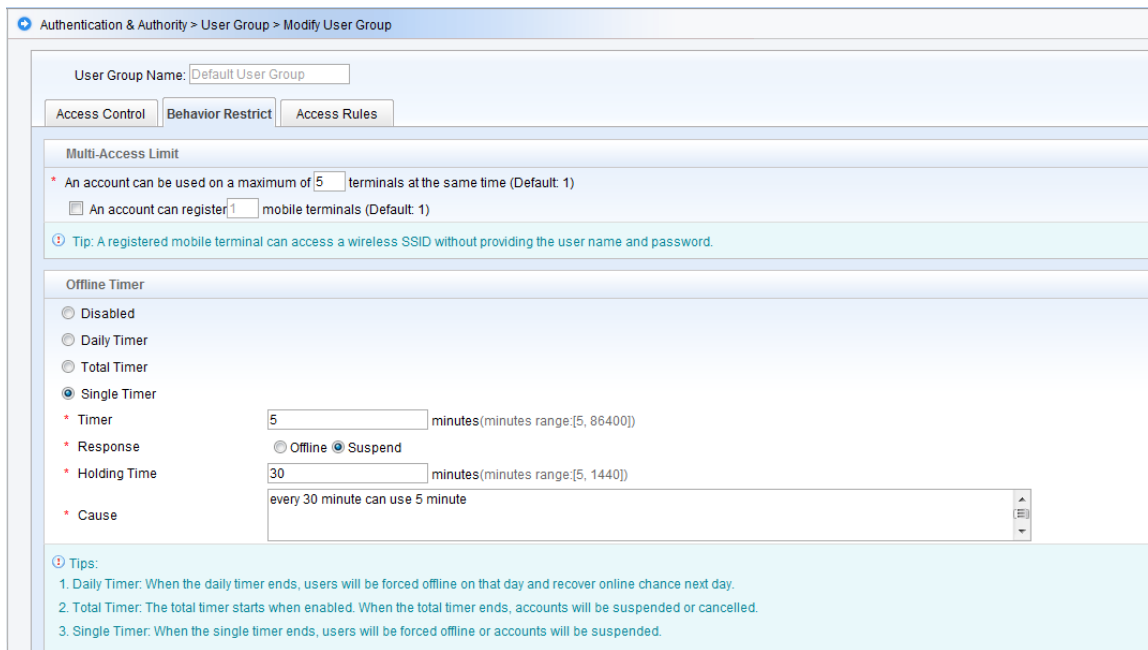 Authentication & Authority > User Group > Modify User Group
User Group Name: Default User Group
Access Control Behavior Restrict Access Rules
Multi-Access Limit
* An account can be used on a maximum of 5 terminals at the same time (Default: 1)
An account can register 1 mobile terminals (Default: 1)
Tip: A registered mobile terminal can access a wireless SSID without providing the user name and password.
Offline Timer
Disabled
Daily Timer
Total Timer
Single Timer
* Timer 5 minutes(minutes range:[5, 86400])
* Response Offline Suspend
* Holding Time 30 minutes(minutes range:[5, 1440])
* Cause every 30 minute can use 5 minute
Tips:
1. Daily Timer: When the daily timer ends, users will be forced offline on that day and recover online chance next day.
2. Total Timer: The total timer starts when enabled. When the total timer ends, accounts will be suspended or cancelled.
3. Single Timer: When the single timer ends, users will be forced offline or accounts will be suspended.